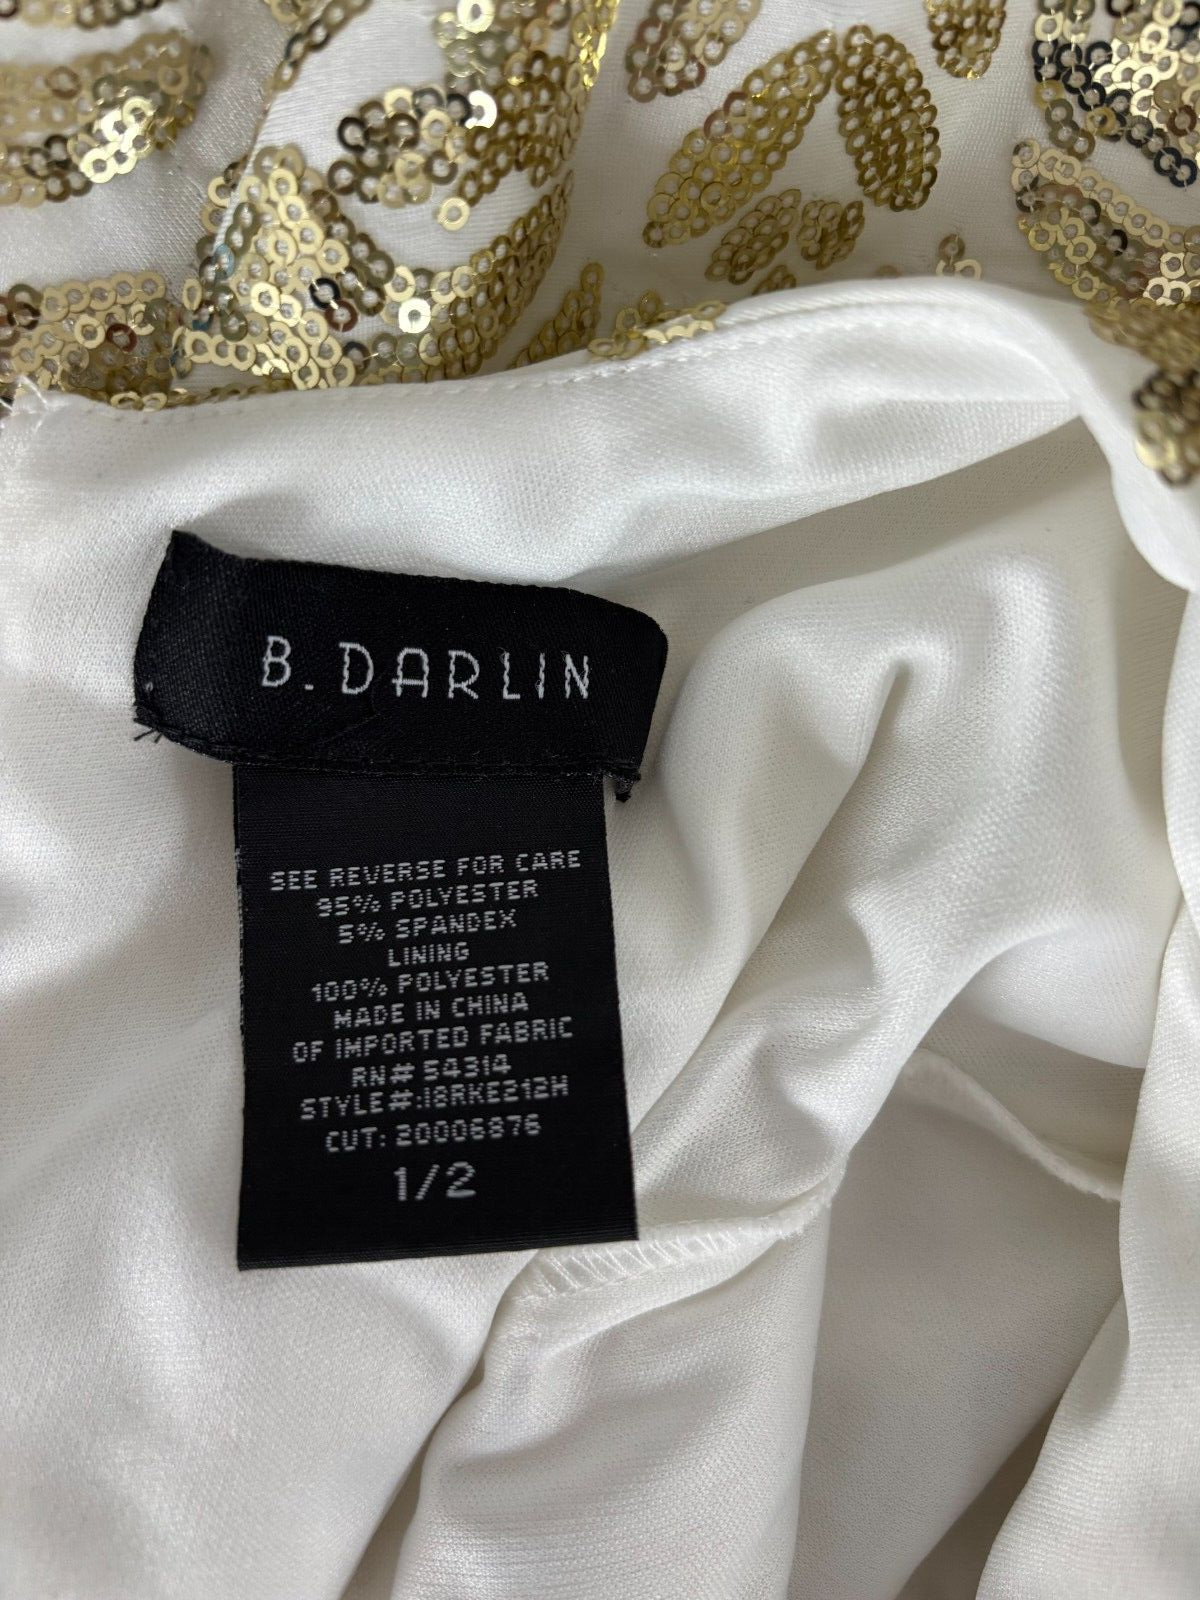 B. DARLIN
SEE REVERSE FOR CARE
95% POLYESTER
5% SPANDEX
LINING
100% POLYESTER
MADE IN CHINA
OF IMPORTED FABRIC
RN# 54314
STYLE#:I8RKE212H
CUT: 20006876
1/2